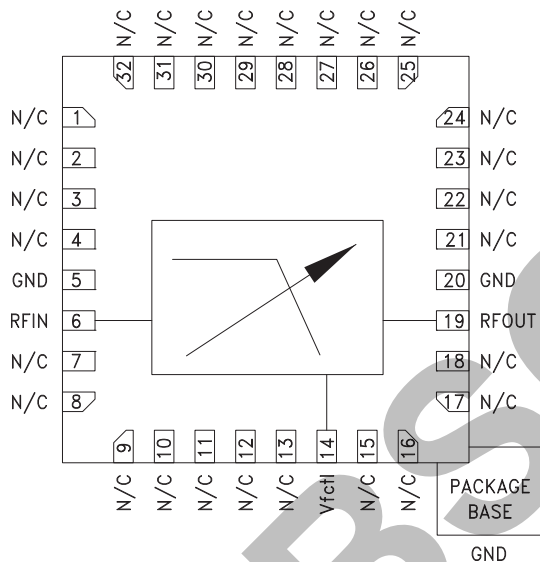 N/C N/C N/C N/C N/C N/C N/C N/C
32 31 30 29 28 27 26 25
N/C 1 24 N/C
N/C 2 23 N/C
N/C 3 22 N/C
N/C 4 21 N/C
GND 5 20 GND
RFIN 6 19 RFOUT
N/C 7 18 N/C
N/C 8 17 N/C
9 10 11 12 13 14 15 16
N/C N/C N/C N/C N/C Vfctl N/C N/C
PACKAGE
BASE
GND